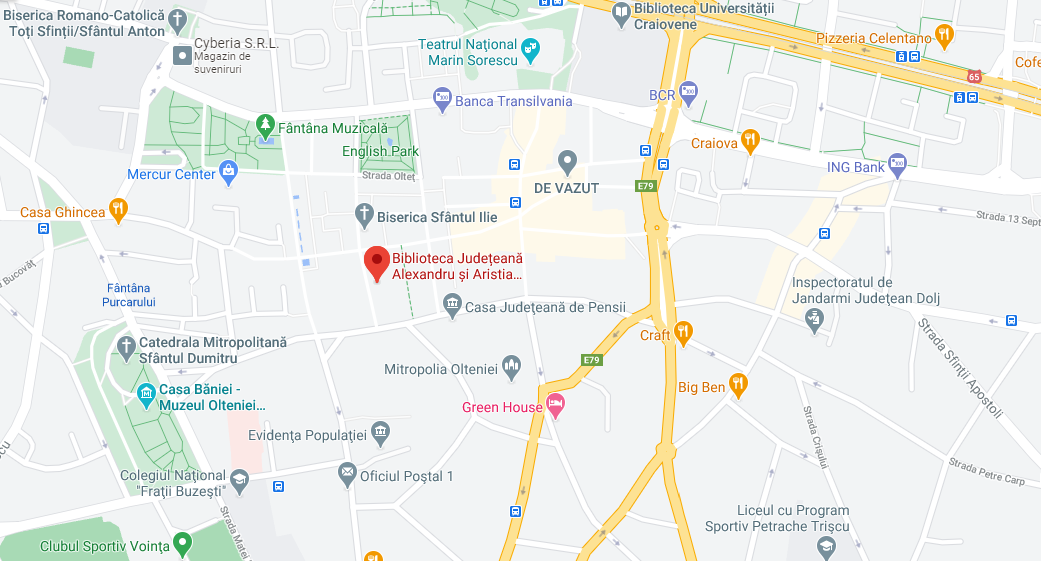 Biserica Romano-Catolică
Toți Sfinții/Sfântul Anton
Biblioteca Universității
Craiovene
Teatrul Național
Marin Sorescu
Pizzeria Celentano
Cyberia S.R.L.
Magazin de
suveniruri
65
Banca Transilvania
BCR
Fântâna Muzicală
English Park
Craiova
ING Bank
Mercur Center
Strada Olteț
DE VAZUT
E79
Casa Ghincea
Biserica Sfântul Ilie
Strada 13 Sept
Bucovăț
Biblioteca Județeană
Alexandru și Aristia...
Fântâna
Purcarului
Inspectoratul de
Jandarmi Județean Dolj
Casa Județeană de Pensii
Craft
Catedrala Mitropolitană
Sfântul Dumitru
E79
Mitropolia Olteniei
Strada Sfinții Apostoli
Casa Băniei -
Muzeul Olteniei...
Big Ben
Green House
Evidența Populației
Strada Crișului
Colegiul Național
"Frații Buzești"
Oficiul Poștal 1
Strada Petre Carp
Strada Matei
Liceul cu Program
Sportiv Petrache Trișcu
Clubul Sportiv Voința